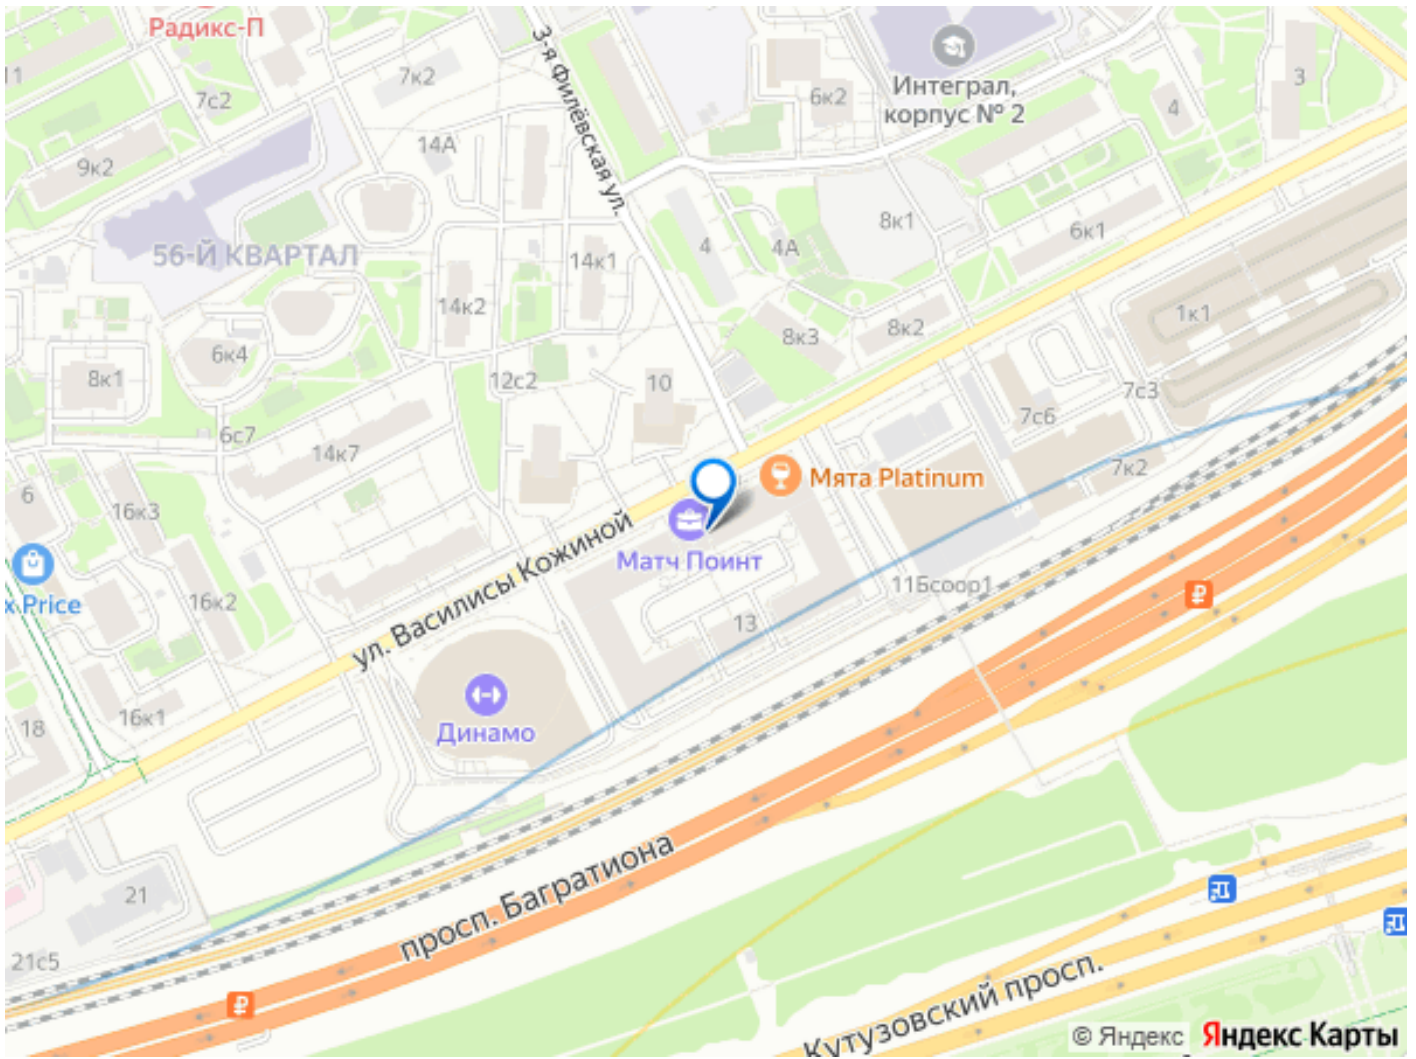 Радикс-П
11
7к2
7с2
3-я Филёвская ул.
6к2
Интеграл,
корпус № 2
3
4
9к2
14А
56-Й КВАРТАЛ
14к1
4
4А
8к1
6к1
14к2
1к1
8к3
8к2
6к4
8к1
12с2
10
7с3
7с6
6с7
14к7
7к2
Мята Platinum
6
16к3
Матч Поинт
ул. Василисы Кожиной
x Price
16к2
11Бсоор1
13
18
16к1
Динамо
просп. Багратиона
21
21с5
Кутузовский просп.
© Яндекс Яндекс Карты